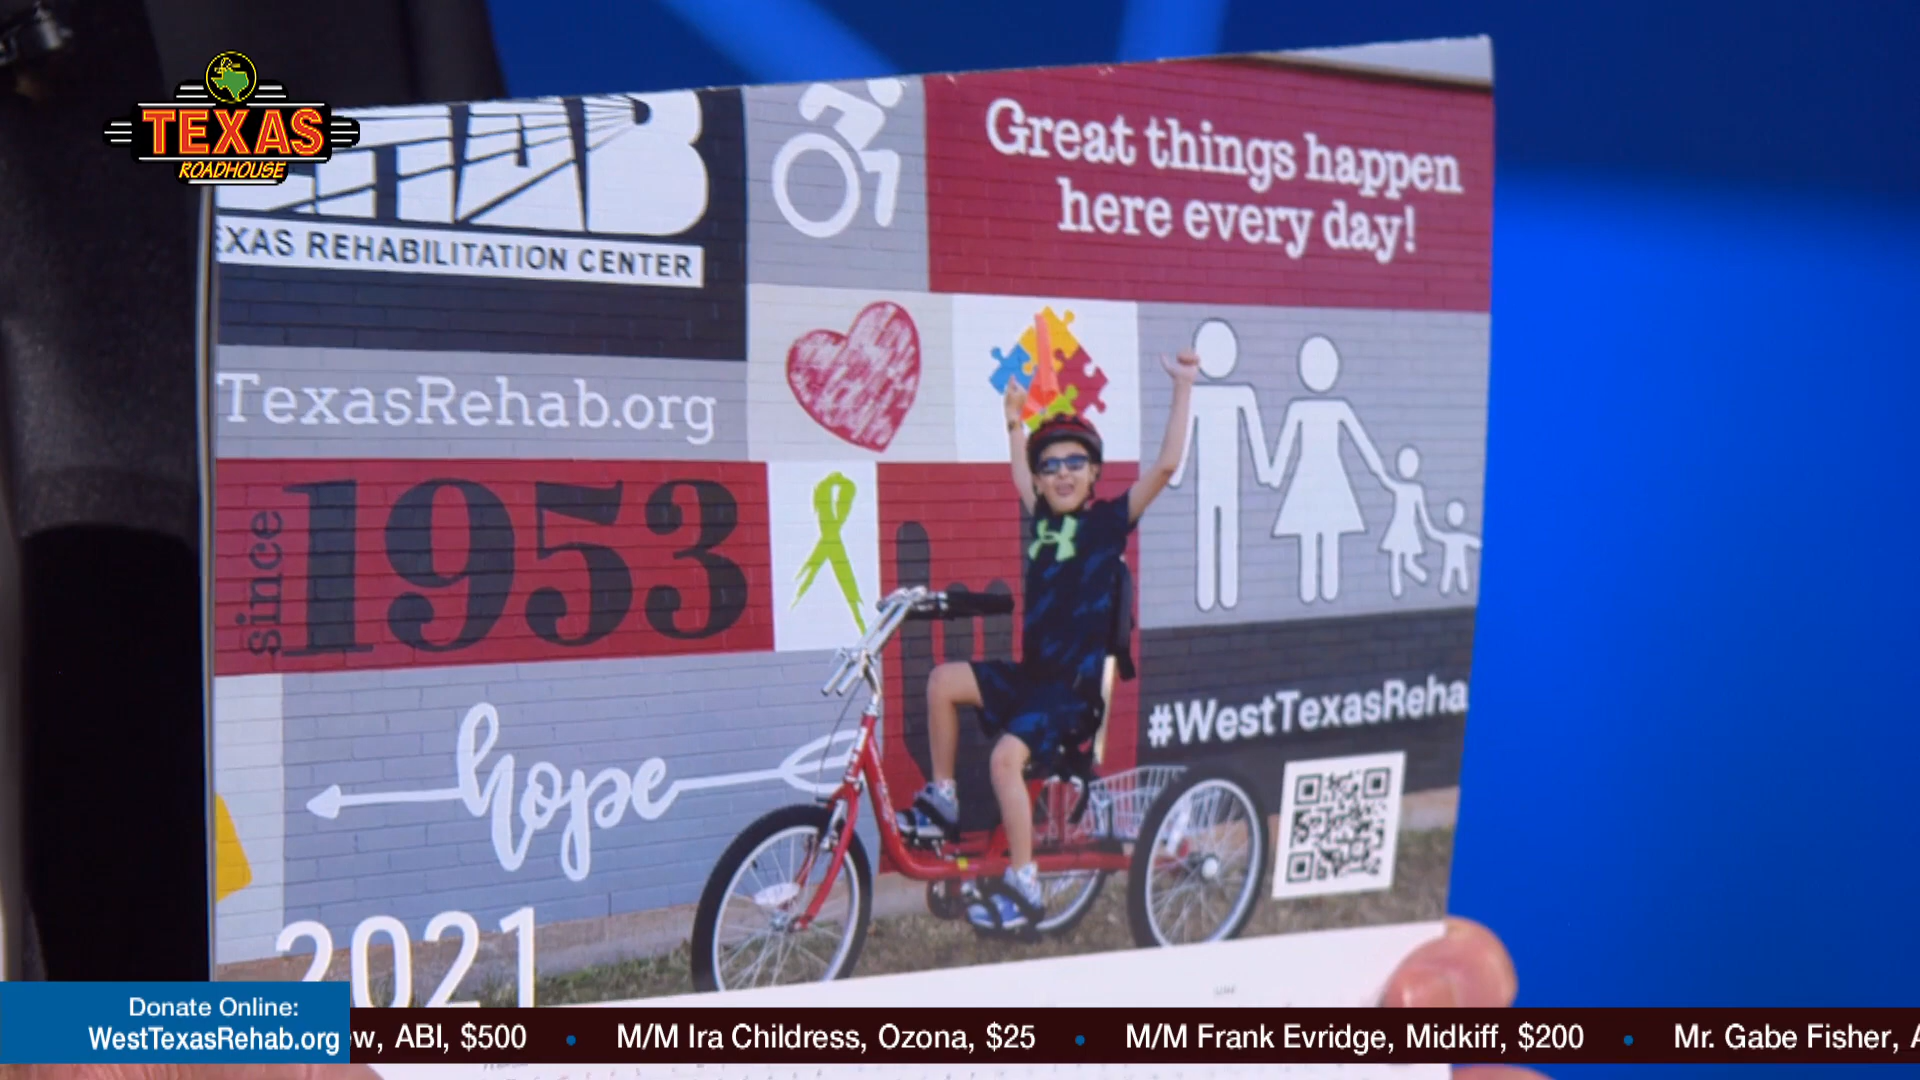 TEXAS
ROADHOUSE
EXAS REHABILITATION CENTER
Great things happen
here every day!
TexasRehab.org
since
1953
hope
#WestTexasReha
2021
Donate Online:
WestTexasRehab.org
w, ABI, $500 • M/M Ira Childress, Ozona, $25 • M/M Frank Evridge, Midkiff, $200 • Mr. Gabe Fisher, A